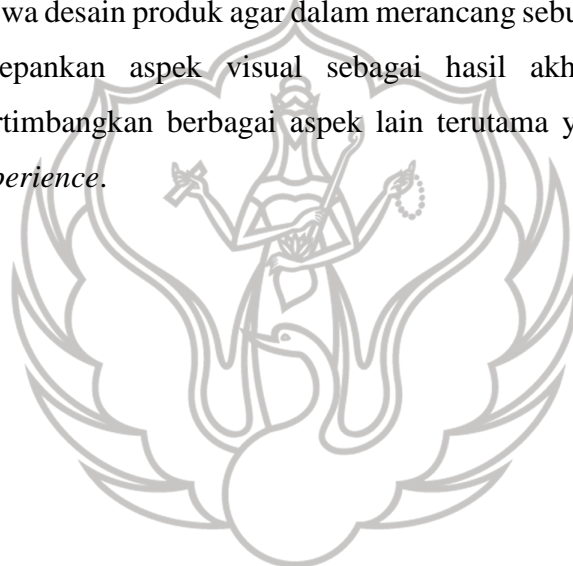 wa desain produk agar dalam merancang sebu
epankan aspek visual sebagai hasil akh
rtimbangkan berbagai aspek lain terutama y
perience.